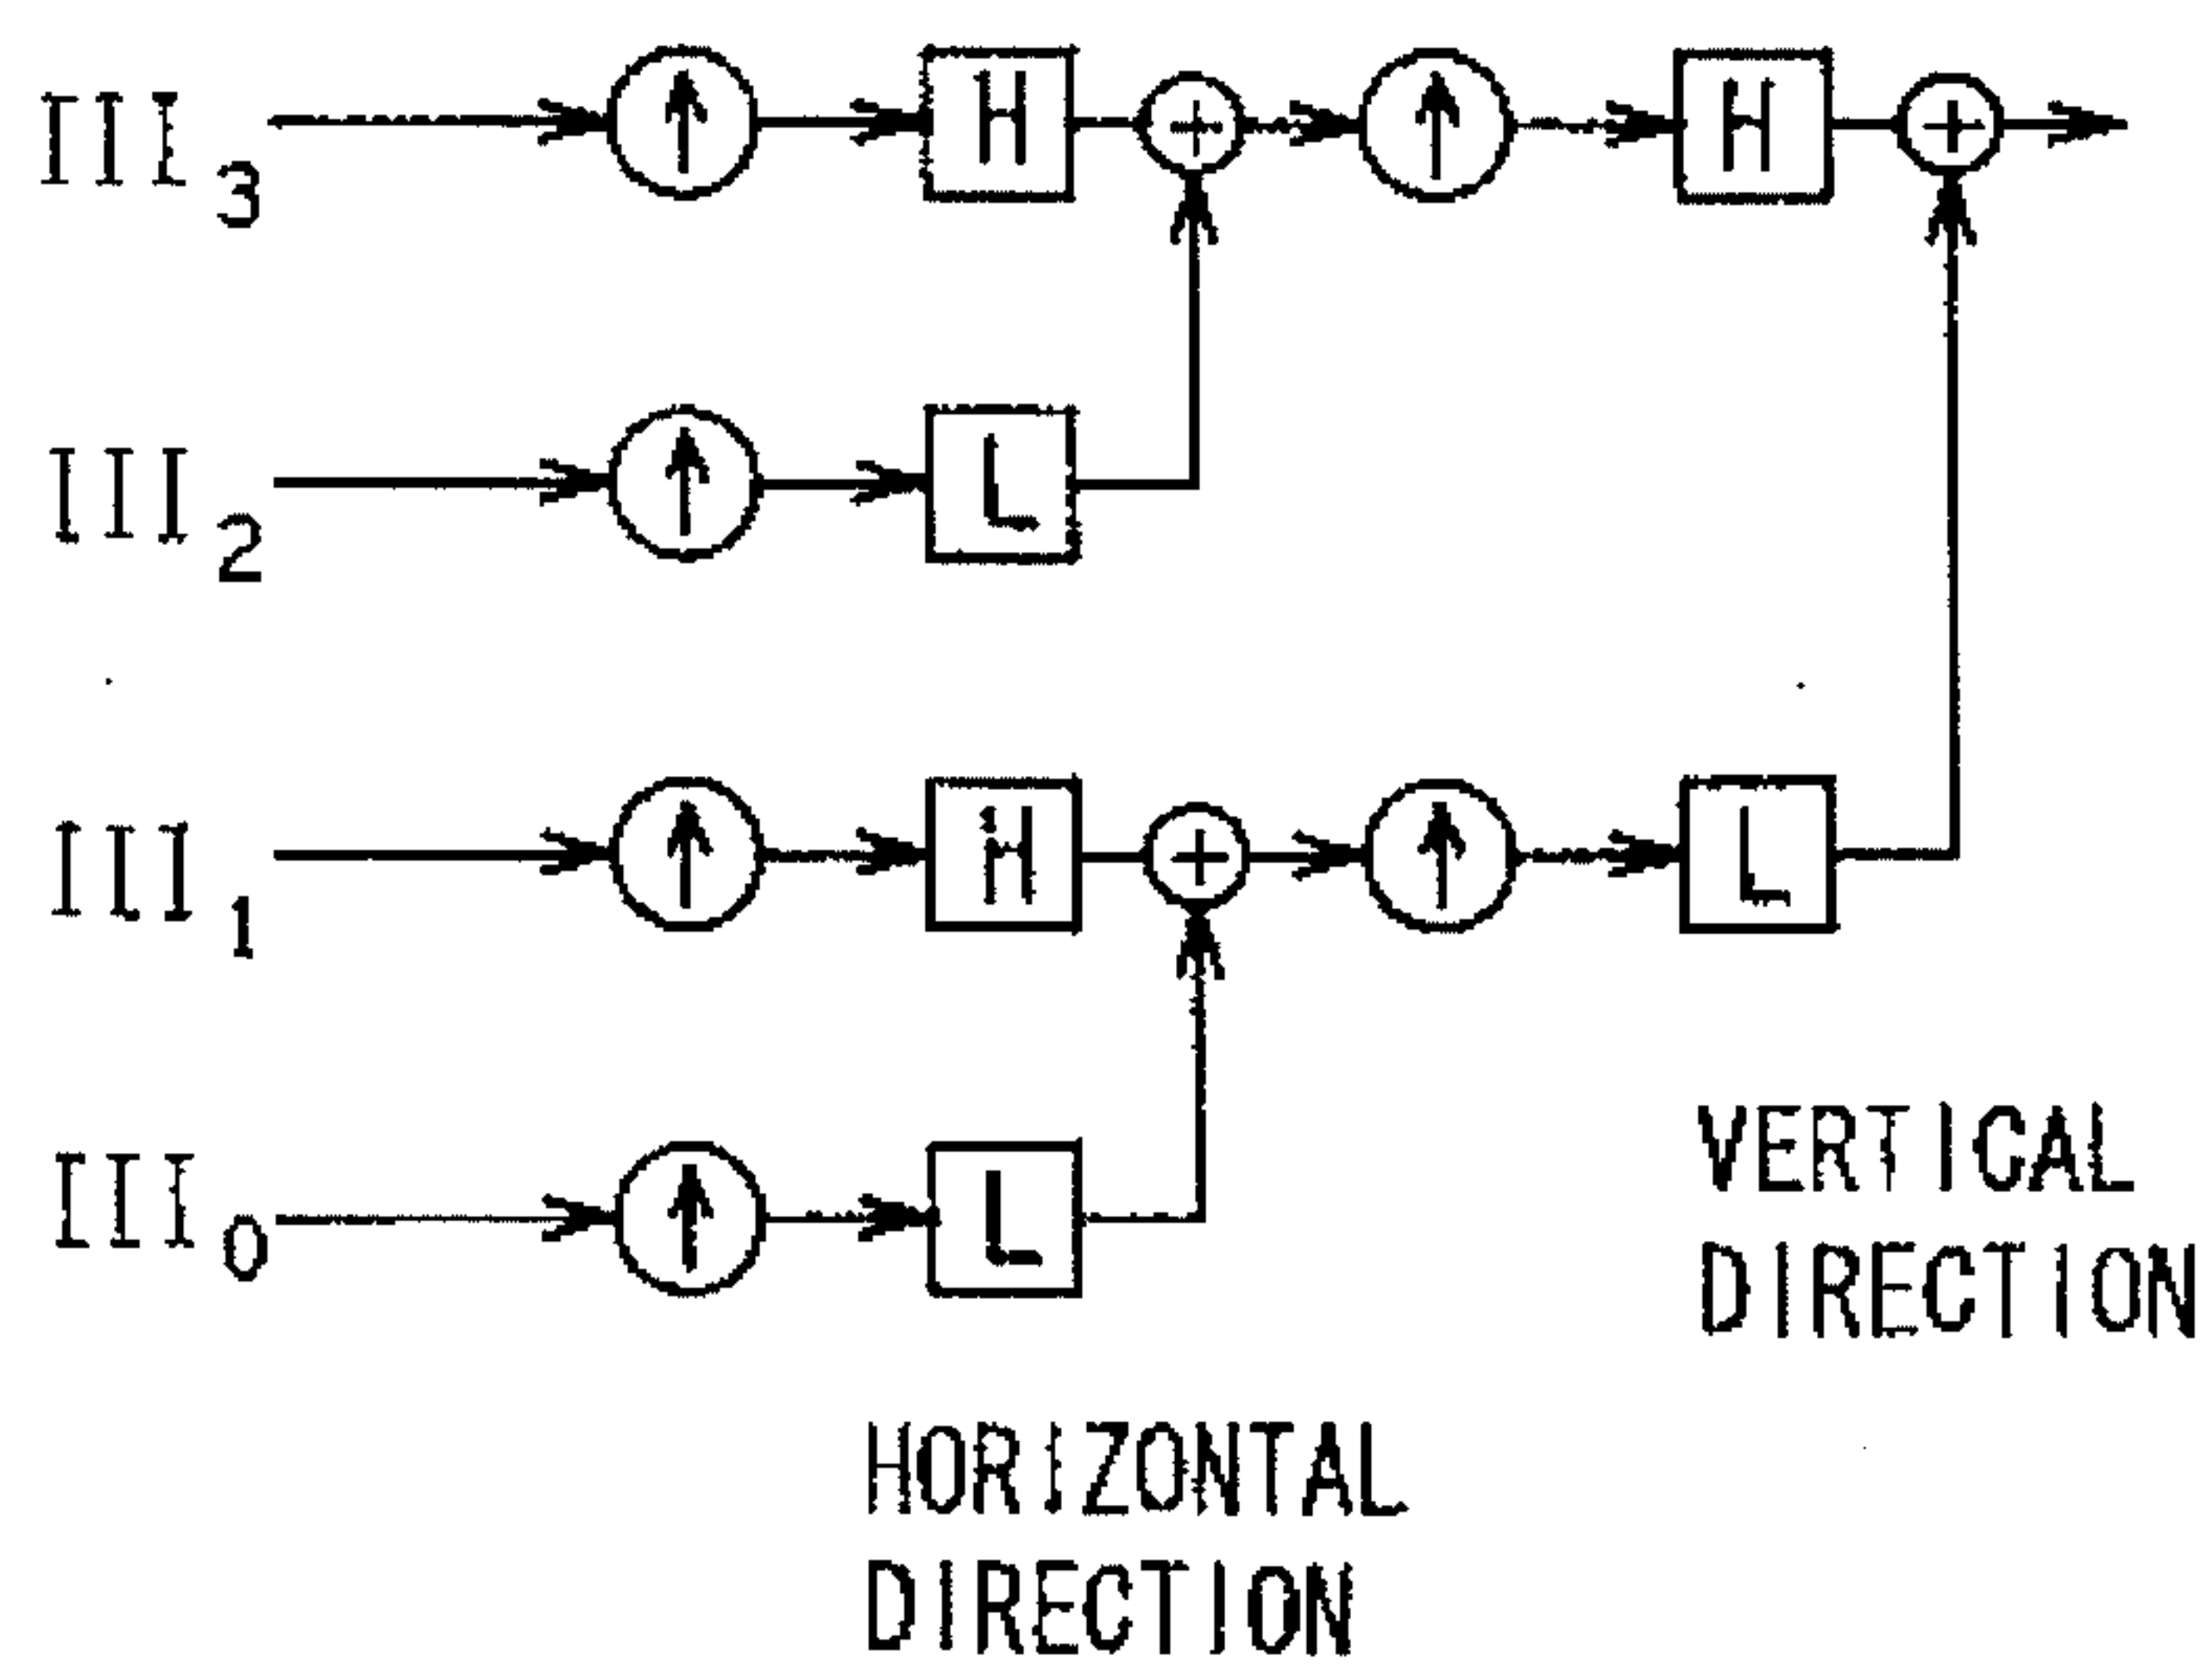 III3 H + H +
III2 L
III1 H + L
III0 L
VERTICAL
DIRECTION
HORIZONTAL
DIRECTION